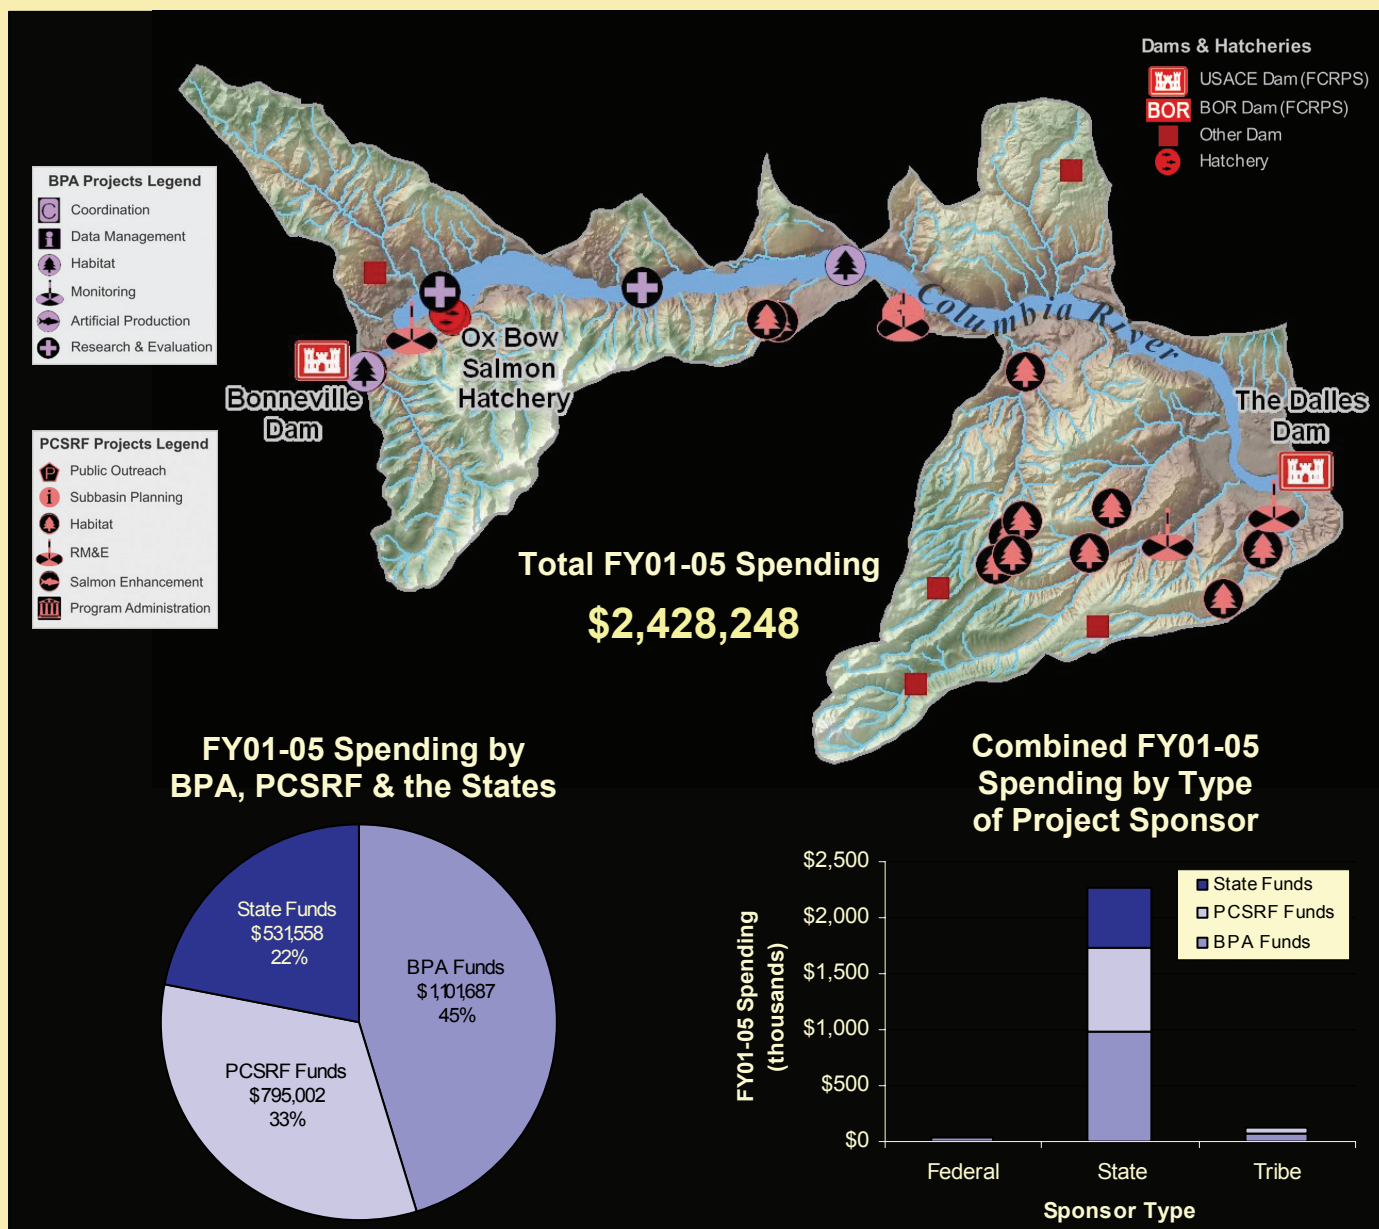 Dams & Hatcheries
USACE Dam (FCRPS)
BOR
BOR Dam (FCRPS)
Other Dam
Hatchery
BPA Projects Legend
C
Coordination
i
Data Management
Habitat
Monitoring
Artificial Production
Research & Evaluation
PCSRF Projects Legend
P
Public Outreach
i
Subbasin Planning
Habitat
RM&E
Salmon Enhancement
Program Administration
Columbia River
Ox Bow
Salmon
Hatchery
Bonneville
Dam
The Dalles
Dam
Total FY01-05 Spending
$2,428,248
FY01-05 Spending by
BPA, PCSRF & the States
State Funds
$531,558
22%
BPA Funds
$1,101,687
45%
PCSRF Funds
$795,002
33%
Combined FY01-05
Spending by Type
of Project Sponsor
FY01-05 Spending
(thousands)
$2,500
$2,000
$1,500
$1,000
$500
$0
State Funds
PCSRF Funds
BPA Funds
Federal
State
Tribe
Sponsor Type